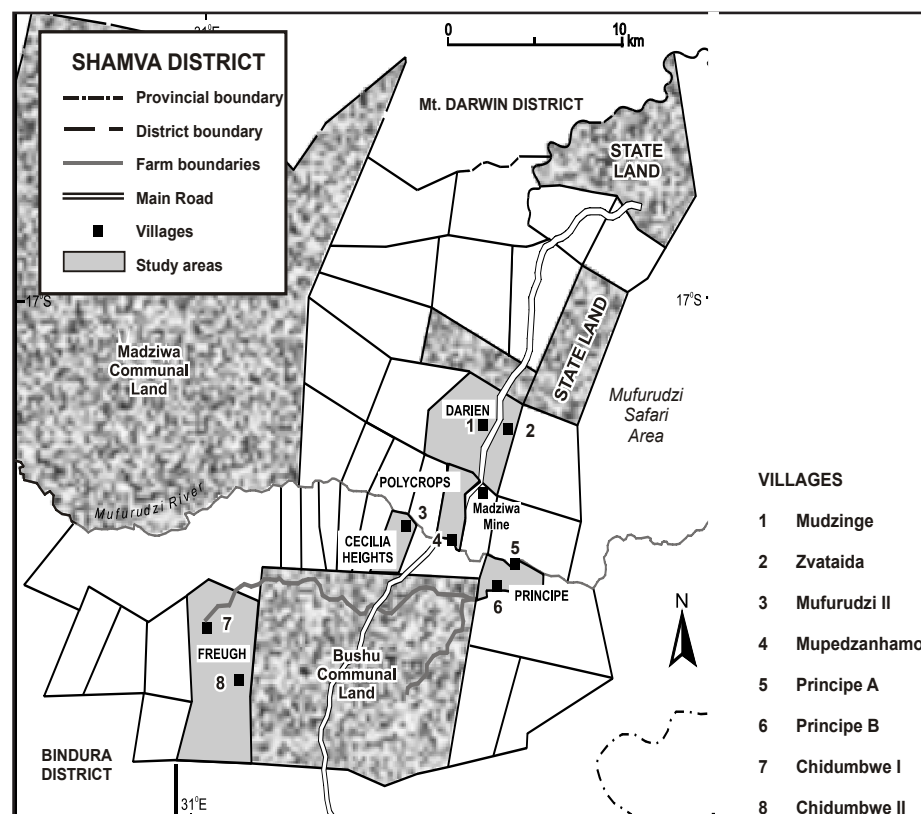 31°E
0
10
km
SHAMVA DISTRICT
Provincial boundary
District boundary
Farm boundaries
Main Road
Villages
Study areas
Mt. DARWIN DISTRICT
STATE
LAND
17°S
17°S
STATE LAND
Madziwa
Communal
Land
Mufurudzi
Safari
Area
DARIEN
1
2
POLYCROPS
Mufurudzi River
Madziwa
Mine
3
CECILIA
HEIGHTS
4
5
PRINCIPE
6
7
FREUGH
8
Bushu
Communal
Land
N
BINDURA
DISTRICT
31°E
VILLAGES
1 Mudzinge
2 Zvataida
3 Mufurudzi II
4 Mupedzanhamo
5 Principe A
6 Principe B
7 Chidumbwe I
8 Chidumbwe II